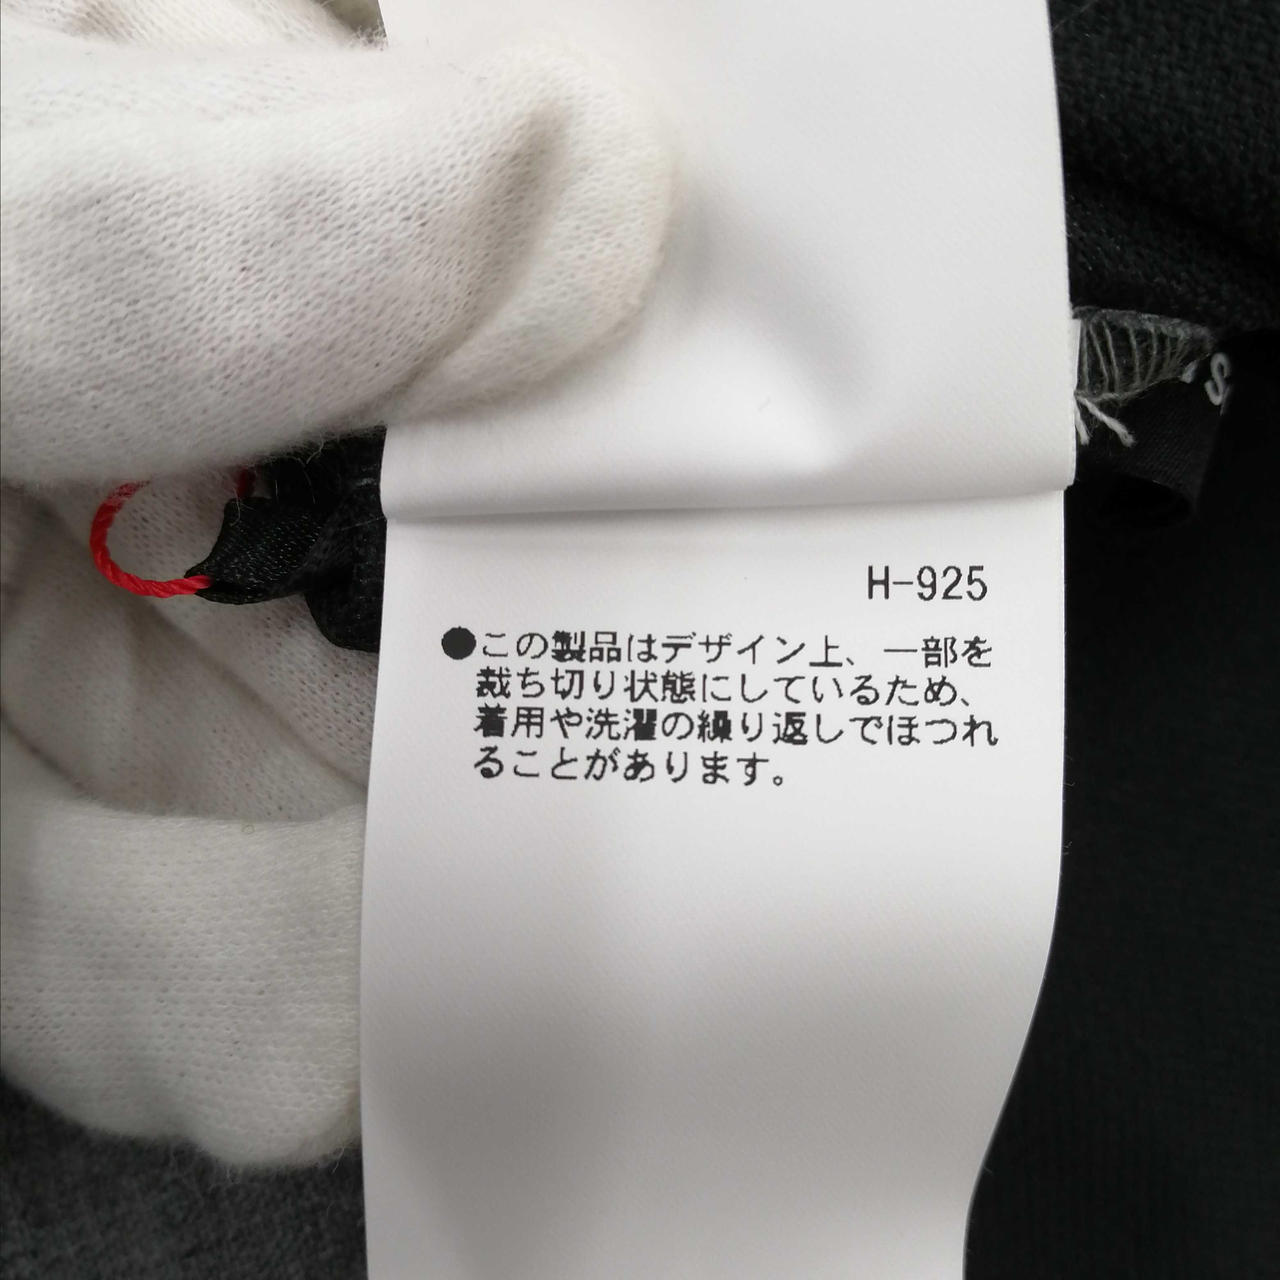 S
H-925
●この製品はデザイン上、一部を
裁ち切り状態にしているため、
着用や洗濯の繰り返しでほつれ
ることがあります。